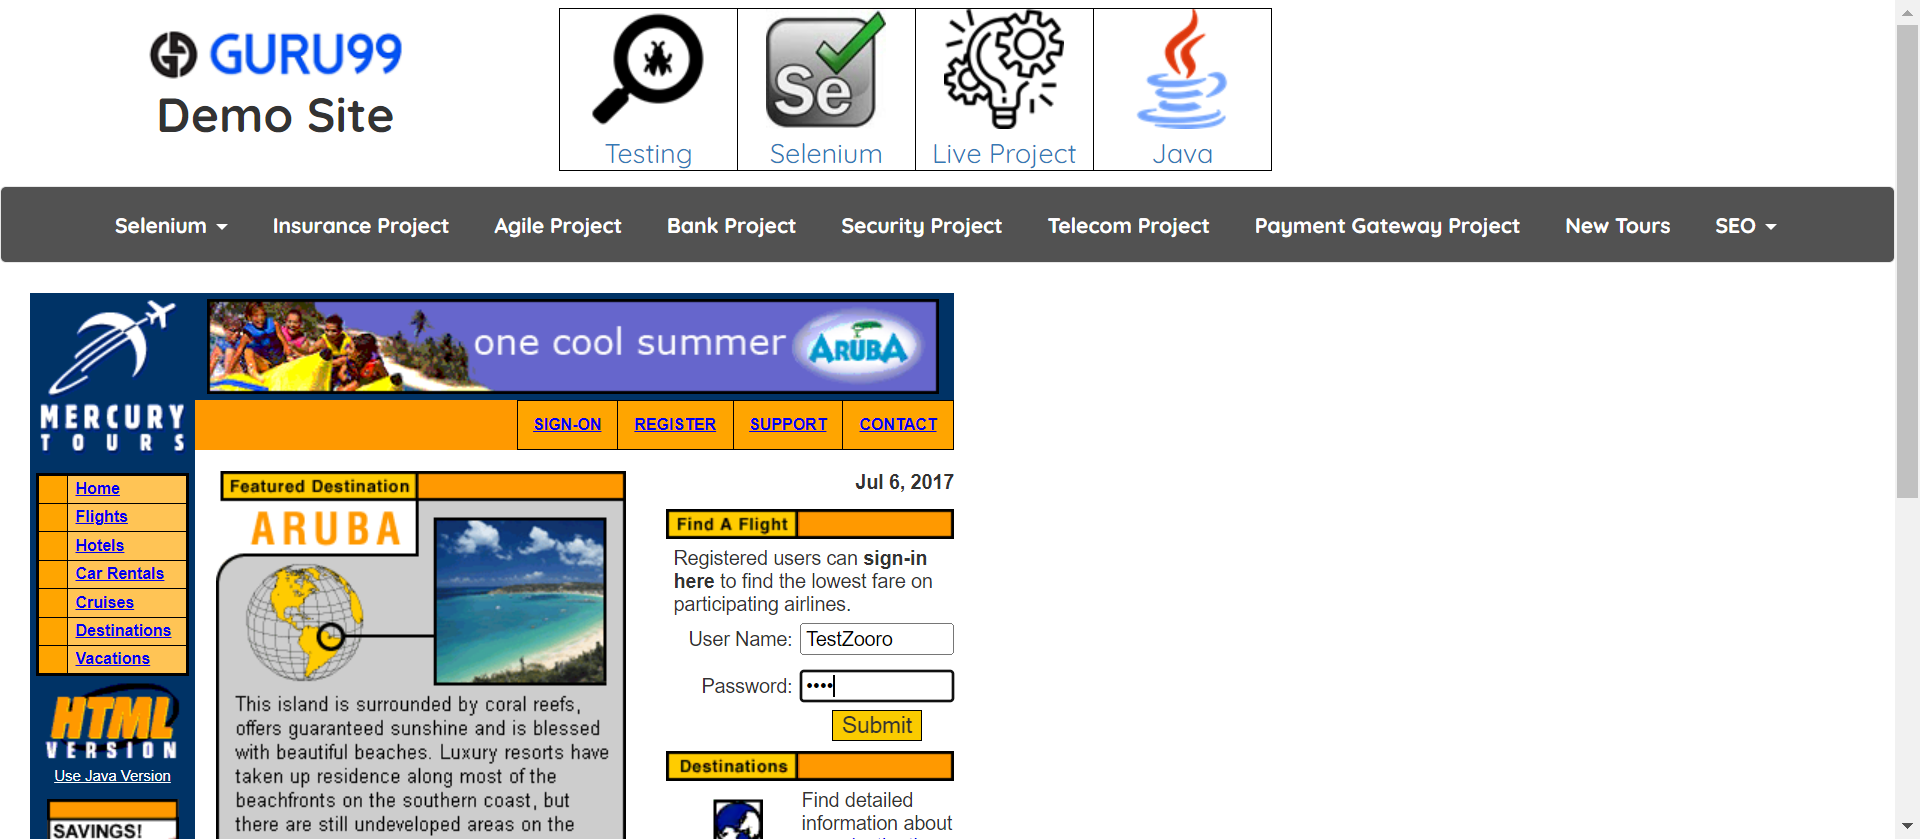 GURU99
Demo Site
Testing
Selenium
Live Project
Java
Selenium
Insurance Project
Agile Project
Bank Project
Security Project
Telecom Project
Payment Gateway Project
New Tours
SEO
MERCURY
TOURS
one cool summer
ARUBA
SIGN-ON
REGISTER
SUPPORT
CONTACT
Home
Flights
Hotels
Car Rentals
Cruises
Destinations
Vacations
HTML
VERSION
Use Java Version
SAVINGS!
Featured Destination
ARUBA
This island is surrounded by coral reefs,
offers guaranteed sunshine and is blessed
with beautiful beaches. Luxury resorts have
taken up residence along most of the
beachfronts on the southern coast, but
there are still undeveloped areas on the
Jul 6, 2017
Find A Flight
Registered users can sign-in
here to find the lowest fare on
participating airlines.
User Name: TestZooro
Password: ••••
Submit
Destinations
Find detailed
information about